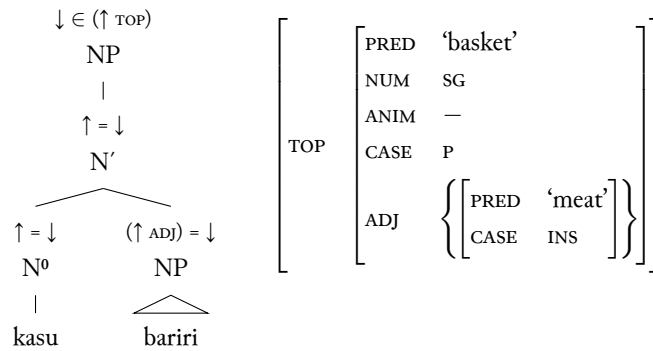 ↓ ∈ (↑ TOP)
NP
↑ = ↓
N′
↑ = ↓ (↑ ADJ) = ↓
N⁰ NP
kasu bariri
TOP
PRED ‘basket’
NUM SG
ANIM —
CASE P
ADJ
PRED ‘meat’
CASE INS